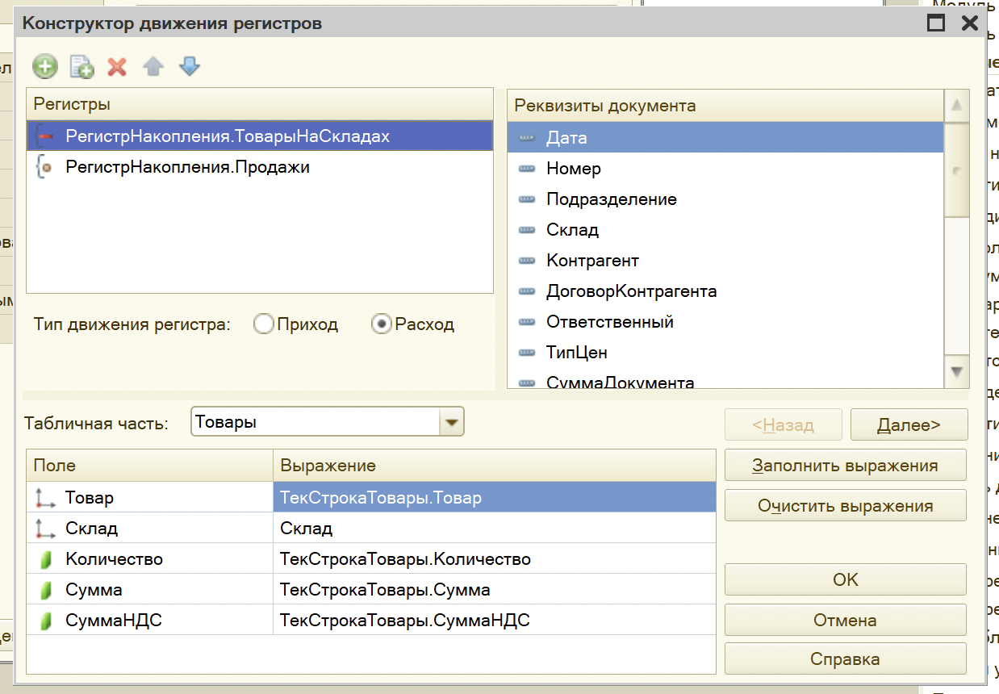 Конструктор движения регистров
Регистры
РегистрНакопления.ТоварыНаСкладах
РегистрНакопления.Продажи
Тип движения регистра: Приход Расход
Реквизиты документа
Дата
Номер
Подразделение
Склад
Контрагент
ДоговорКонтрагента
Ответственный
ТипЦен
СуммаДокумента
Табличная часть: Товары
<Назад Далее>
Поле Выражение
Товар ТекСтрокаТовары.Товар
Склад Склад
Количество ТекСтрокаТовары.Количество
Сумма ТекСтрокаТовары.Сумма
СуммаНДС ТекСтрокаТовары.СуммаНДС
Заполнить выражения
Очистить выражения
OK
Отмена
Справка